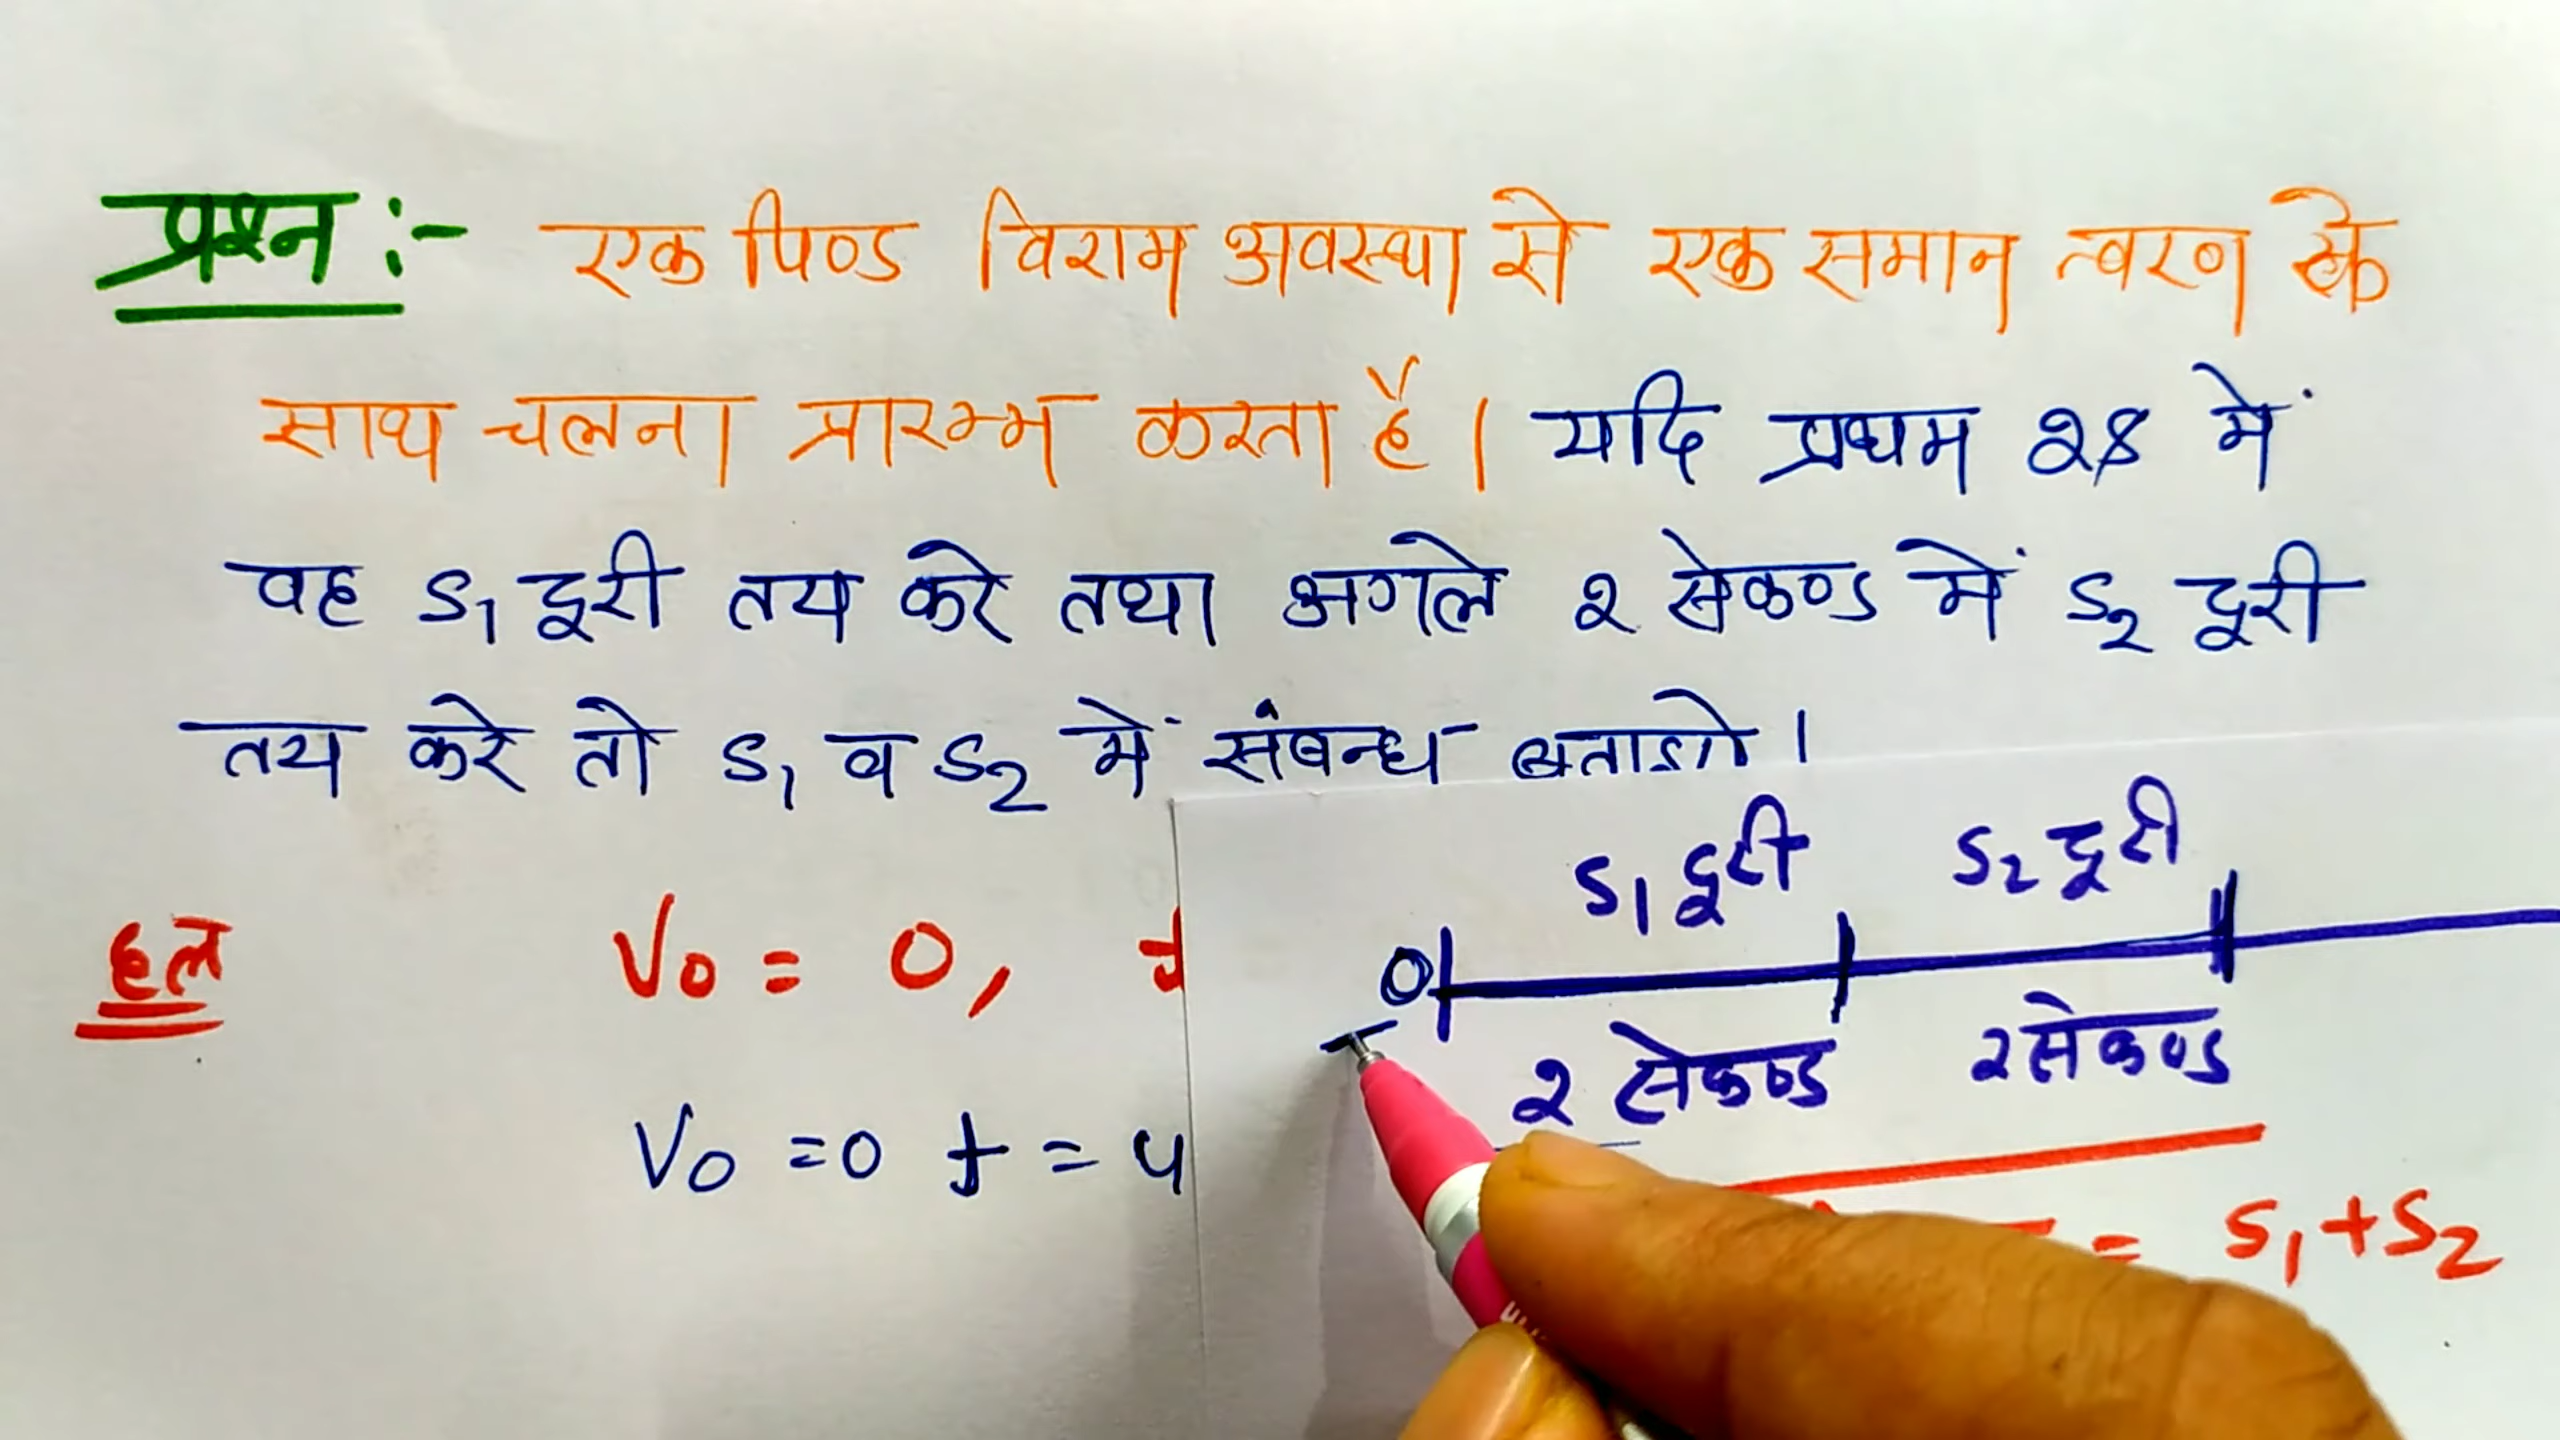 प्रश्न :- एक पिण्ड विराम अवस्था से एक समान त्वरण के
साथ चलना प्रारम्भ करता है। यदि प्रथम 2S में
वह S₁ दूरी तय करे तथा अगले 2 सेकण्ड में S₂ दूरी
तय करे तो S₁ व S₂ में संबन्ध बताओ।
S₁ दूरी S₂ दूरी
हल V₀ = 0,
0
2 सेकण्ड 2 सेकण्ड
V₀ = 0 t = 4
= S₁ + S₂